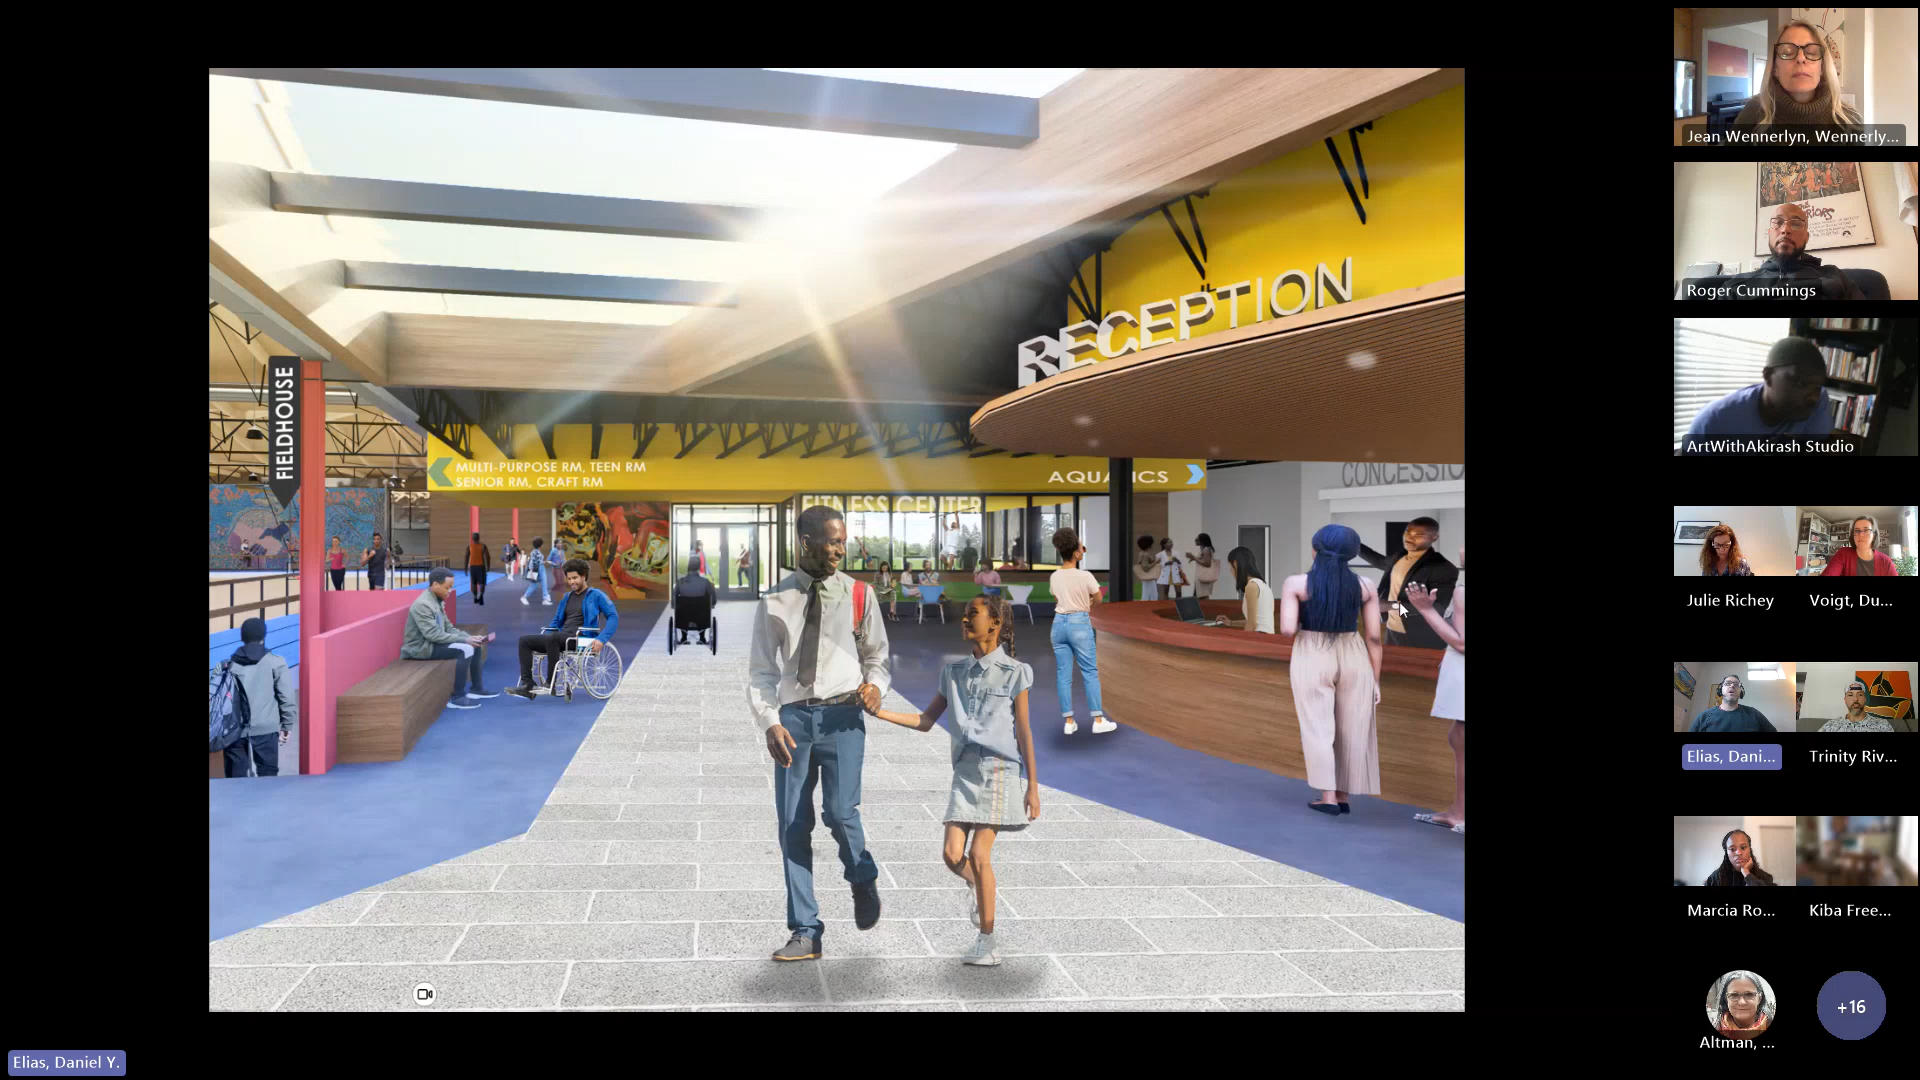 RECEPTION
FIELDHOUSE
MULTI-PURPOSE RM, TEEN RM
SENIOR RM, CRAFT RM
AQUATICS
CONCESSIO
FITNESS CENTER
Jean Wennerlyn, Wennerly...
Roger Cummings
ArtWithAkirash Studio
Julie Richey
Voigt, Du...
Elias, Dani...
Trinity Riv...
Marcia Ro...
Kiba Free...
+16
Altman, ...
Elias, Daniel Y.